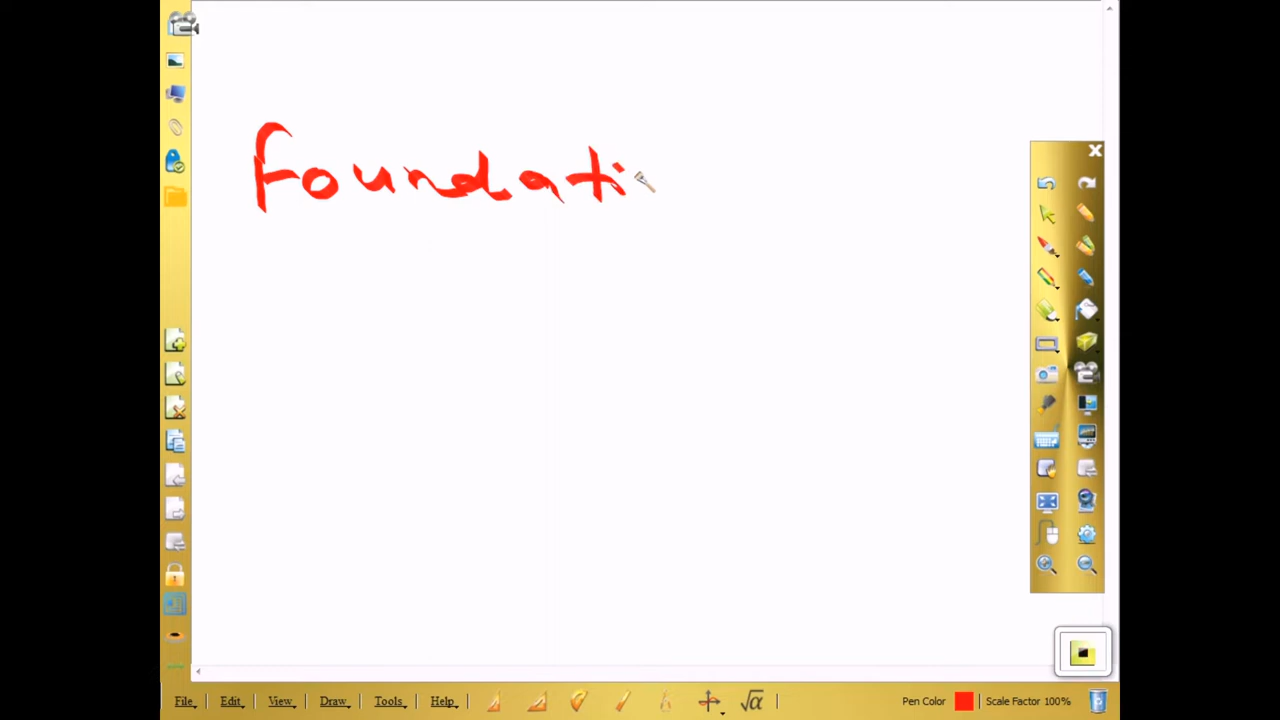 foundati
File
Edit
View
Draw
Tools
Help
√α
Pen Color
Scale Factor 100%